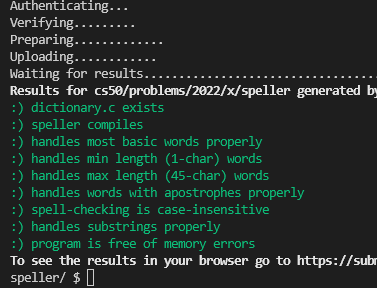 Authenticating...
Verifying.........
Preparing.............
Uploading............
Waiting for results...................................
Results for cs50/problems/2022/x/speller generated by
:) dictionary.c exists
:) speller compiles
:) handles most basic words properly
:) handles min length (1-char) words
:) handles max length (45-char) words
:) handles words with apostrophes properly
:) spell-checking is case-insensitive
:) handles substrings properly
:) program is free of memory errors
To see the results in your browser go to https://sub
speller/ $